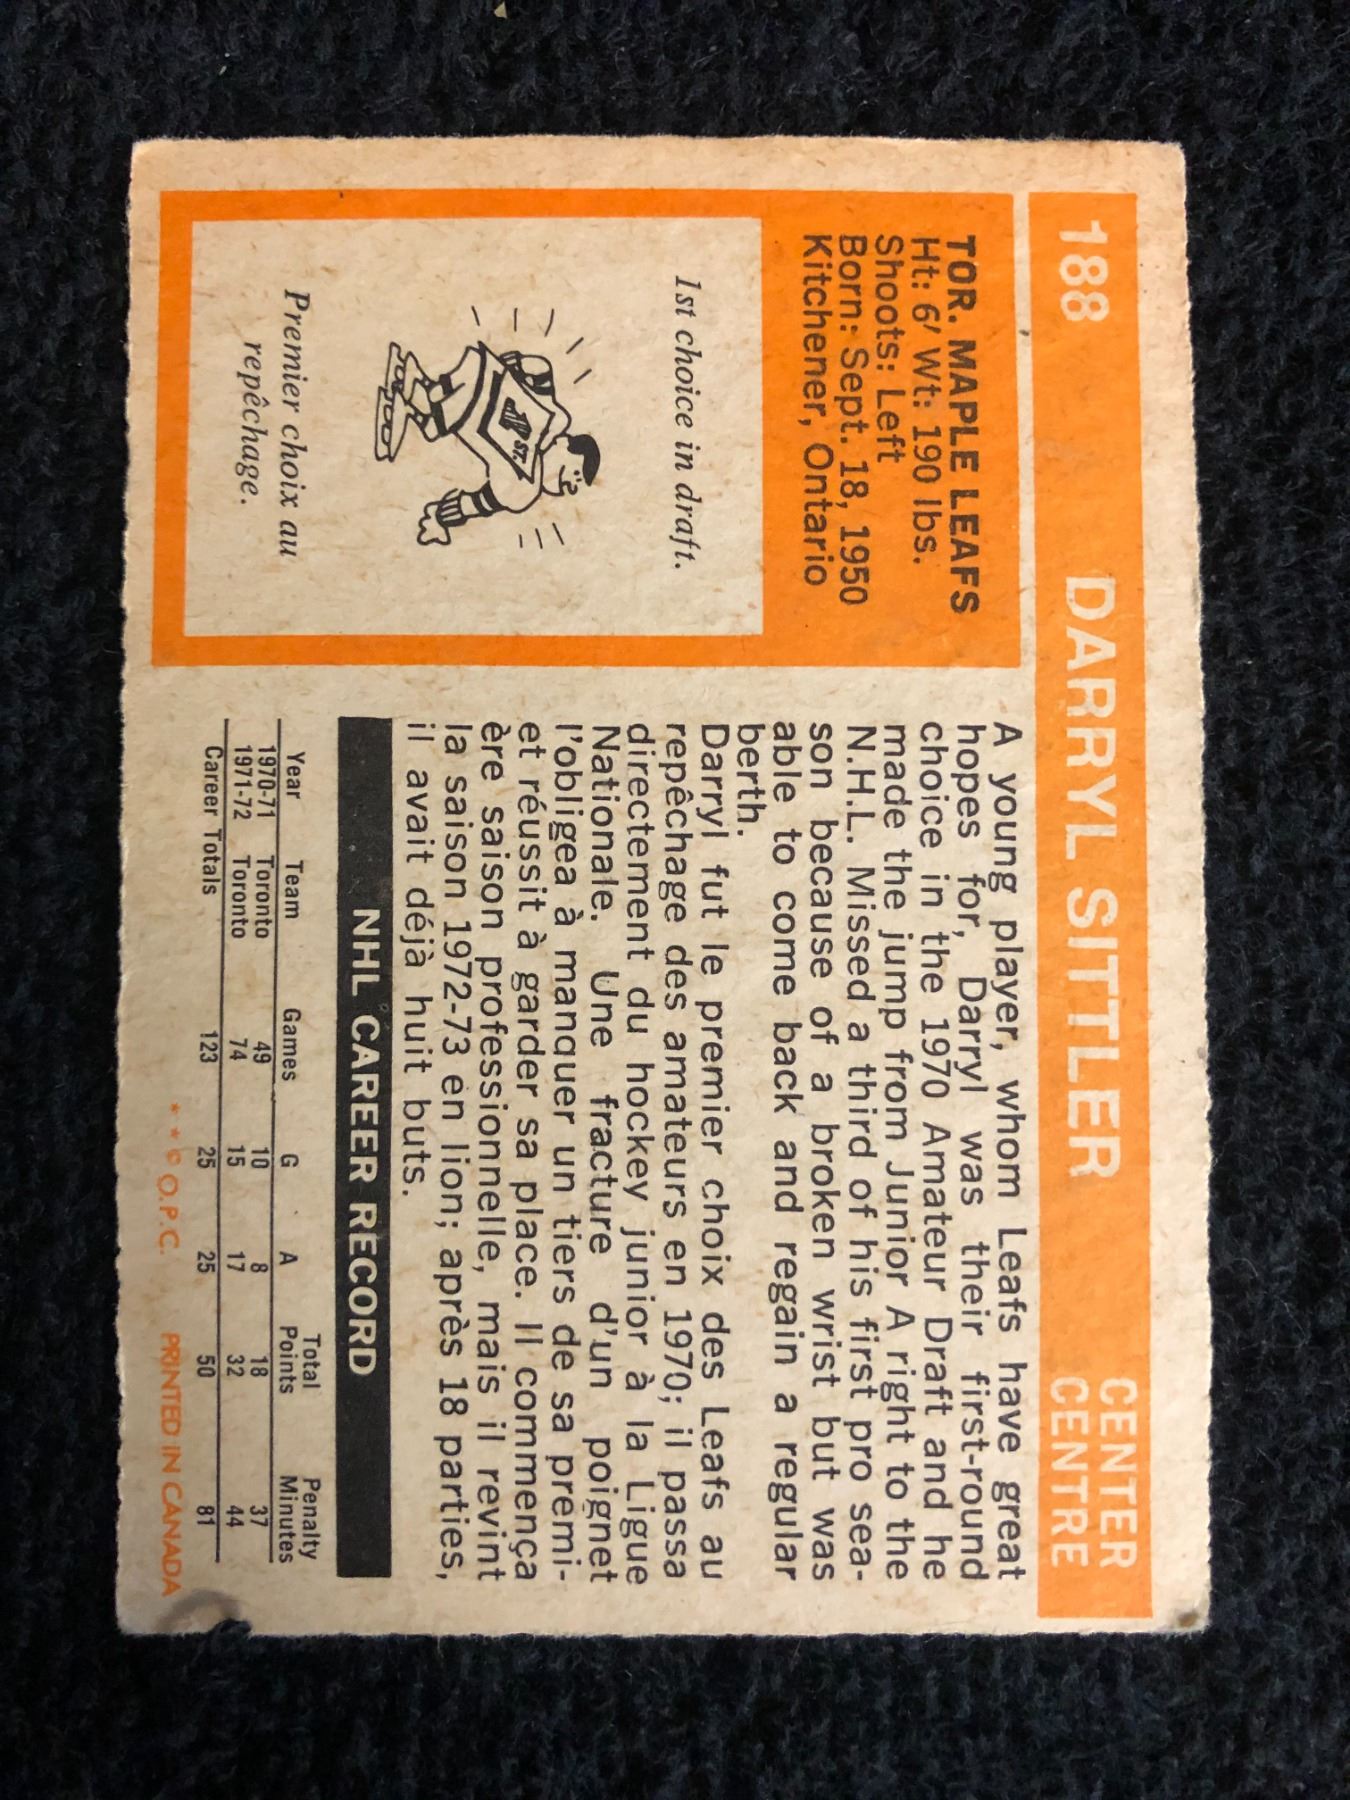 188 DARRYL SITTLER CENTER
CENTRE
TOR. MAPLE LEAFS
Ht: 6' Wt: 190 lbs.
Shoots: Left
Born: Sept. 18, 1950
Kitchener, Ontario
1st choice in draft.
1ST.
Premier choix au
repêchage.
A young player, whom Leafs have great
hopes for, Darryl was their first-round
choice in the 1970 Amateur Draft and he
made the jump from Junior A right to the
N.H.L. Missed a third of his first pro sea-
son because of a broken wrist but was
able to come back and regain a regular
berth.
Darryl fut le premier choix des Leafs au
repêchage des amateurs en 1970; il passa
directement du hockey junior à la Ligue
Nationale. Une fracture d'un poignet
l'obligea à manquer un tiers de sa premi-
ère saison professionnelle, mais il revint
et réussit à garder sa place. Il commença
la saison 1972-73 en lion; après 18 parties,
il avait déjà huit buts.
NHL CAREER RECORD
Year Team Games G A Total Points Penalty Minutes
1970-71 Toronto 49 10 8 18 37
1971-72 Toronto 74 15 17 32 44
Career Totals 123 25 25 50 81
* * © O.P.C. PRINTED IN CANADA